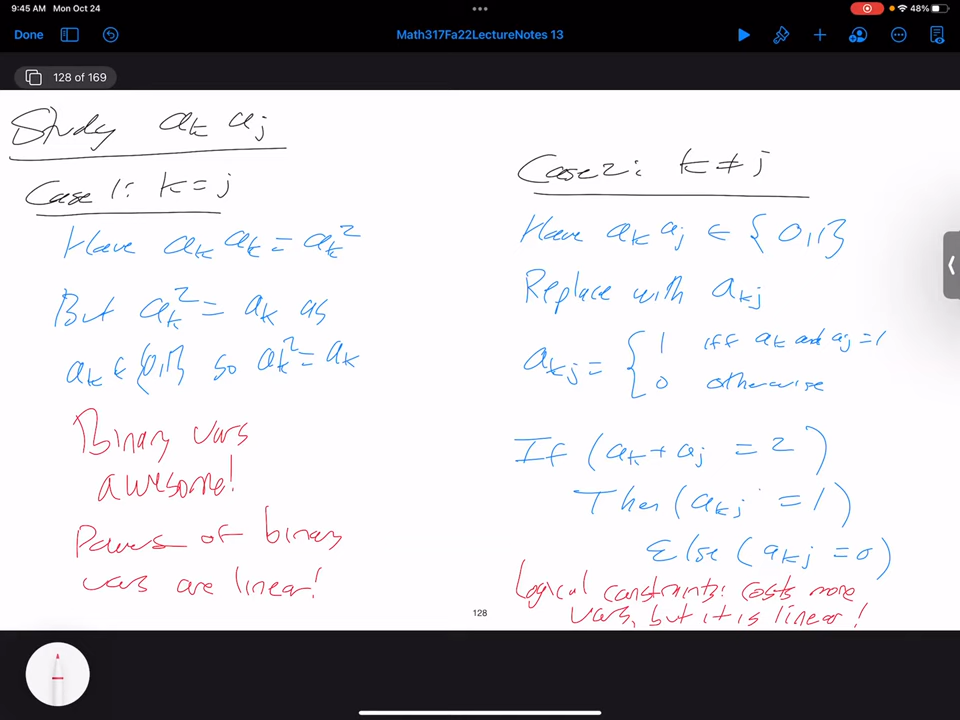 9:45 AM Mon Oct 24
48%
Done
Math317Fa22LectureNotes 13
128 of 169
Study a_k a_j
Case 1: k = j
Have a_k a_k = a_k^2
But a_k^2 = a_k as
a_k ∈ {0,1} so a_k^2 = a_k
Binary vars
awesome!
Powers of binary
vars are linear!
Case 2: k ≠ j
Have a_k a_j ∈ {0,1}
Replace with a_kj
a_kj = { 1 iff a_k and a_j = 1
0 otherwise
If (a_k + a_j = 2)
Then (a_kj = 1)
Else (a_kj = 0)
Logical constraints: costs more
vars, but it is linear!
128